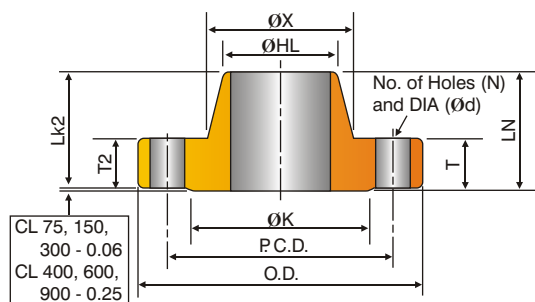 ØX
ØHL
No. of Holes (N)
and DIA (Ød)
Lk2
T2
T
LN
ØK
P.C.D.
O.D.
CL 75, 150,
300 - 0.06
CL 400, 600,
900 - 0.25